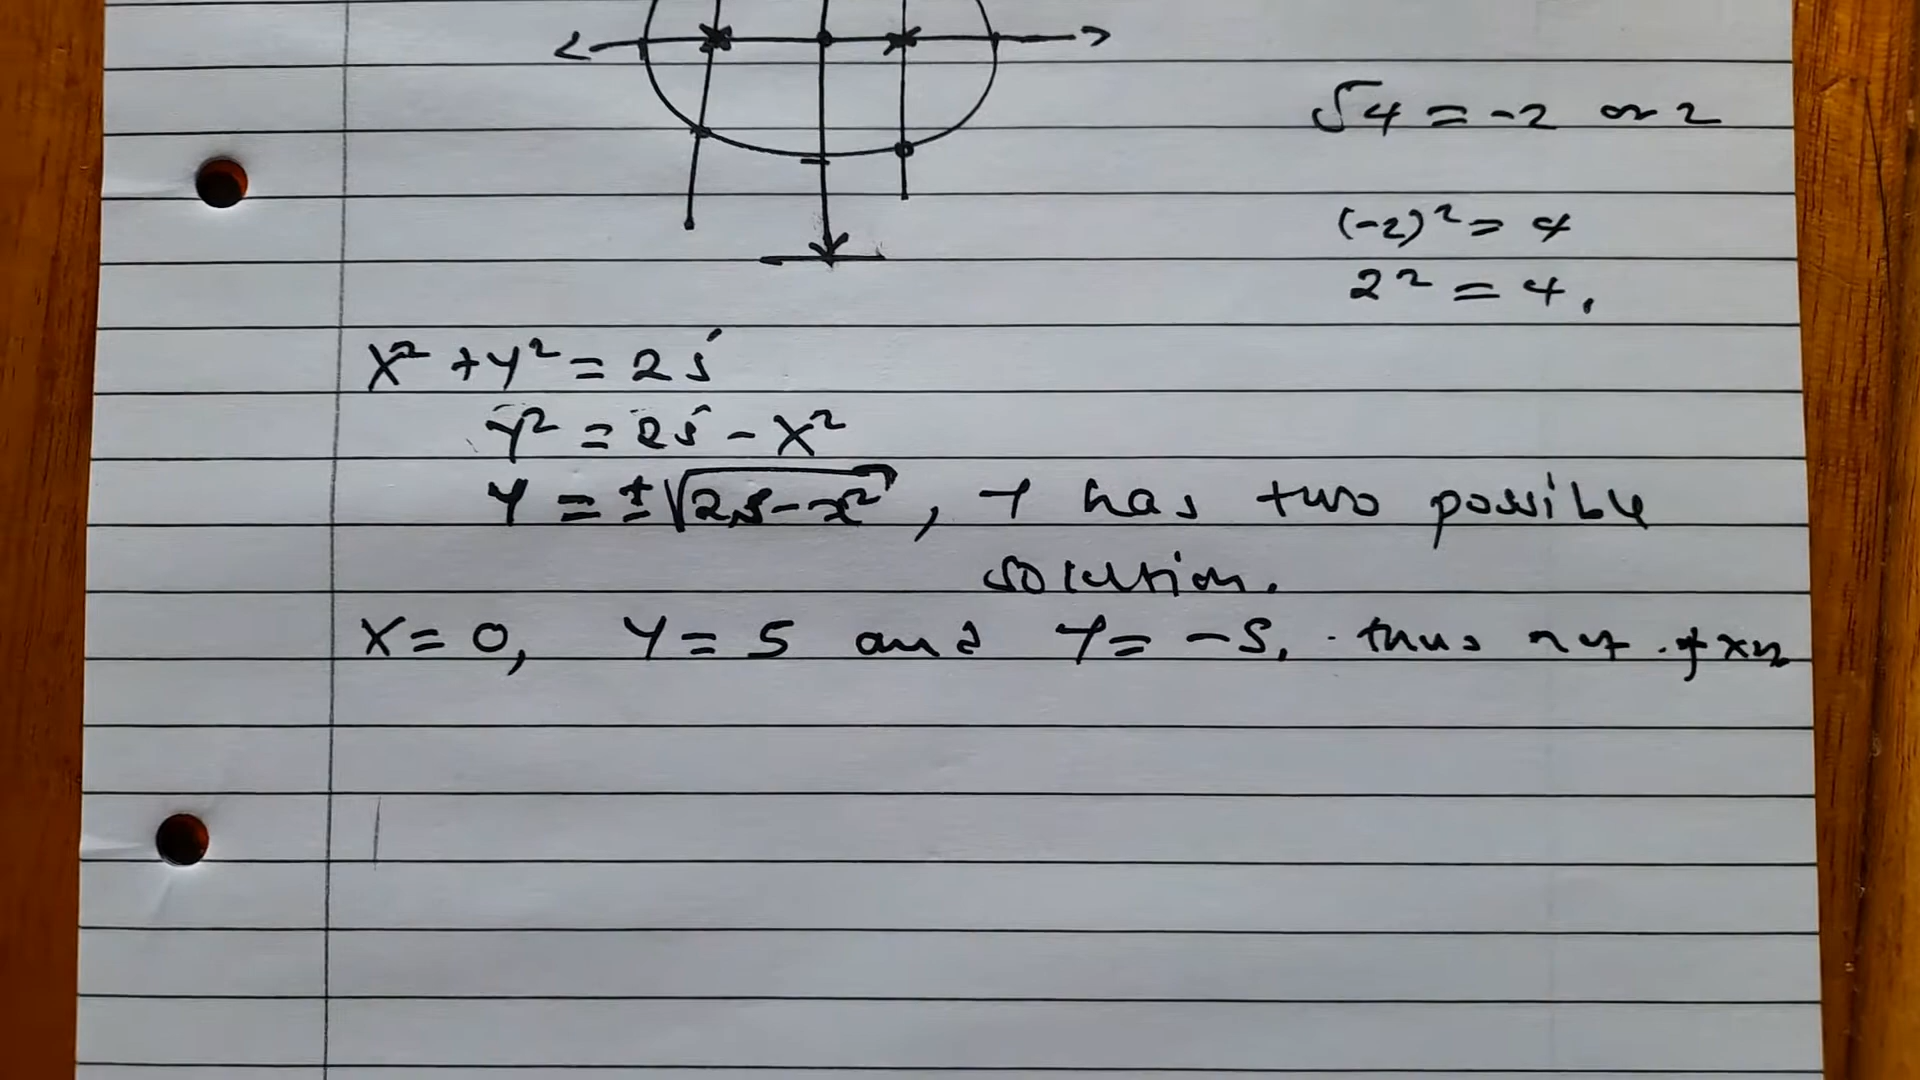 √4 = -2 or 2
(-2)² = 4
2² = 4.
x² + y² = 25
y² = 25 - x²
y = ±√25-x², y has two possible
solution.
x = 0, y = 5 and y = -5. thus not fxn